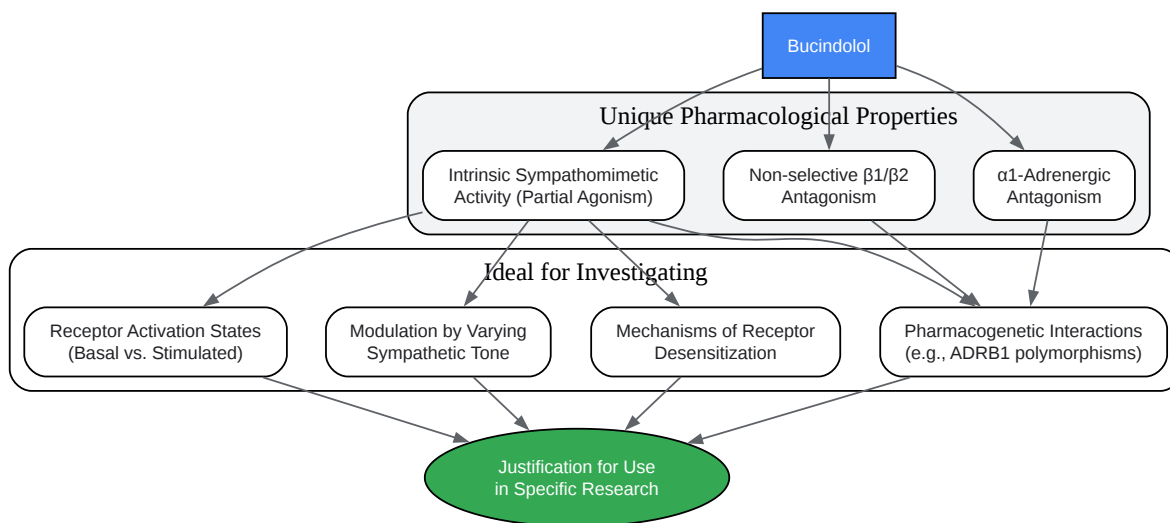 Bucindolol
Unique Pharmacological Properties
Intrinsic Sympathomimetic
Activity (Partial Agonism)
Non-selective β1/β2
Antagonism
α1-Adrenergic
Antagonism
Ideal for Investigating
Receptor Activation States
(Basal vs. Stimulated)
Modulation by Varying
Sympathetic Tone
Mechanisms of Receptor
Desensitization
Pharmacogenetic Interactions
(e.g., ADRB1 polymorphisms)
Justification for Use
in Specific Research